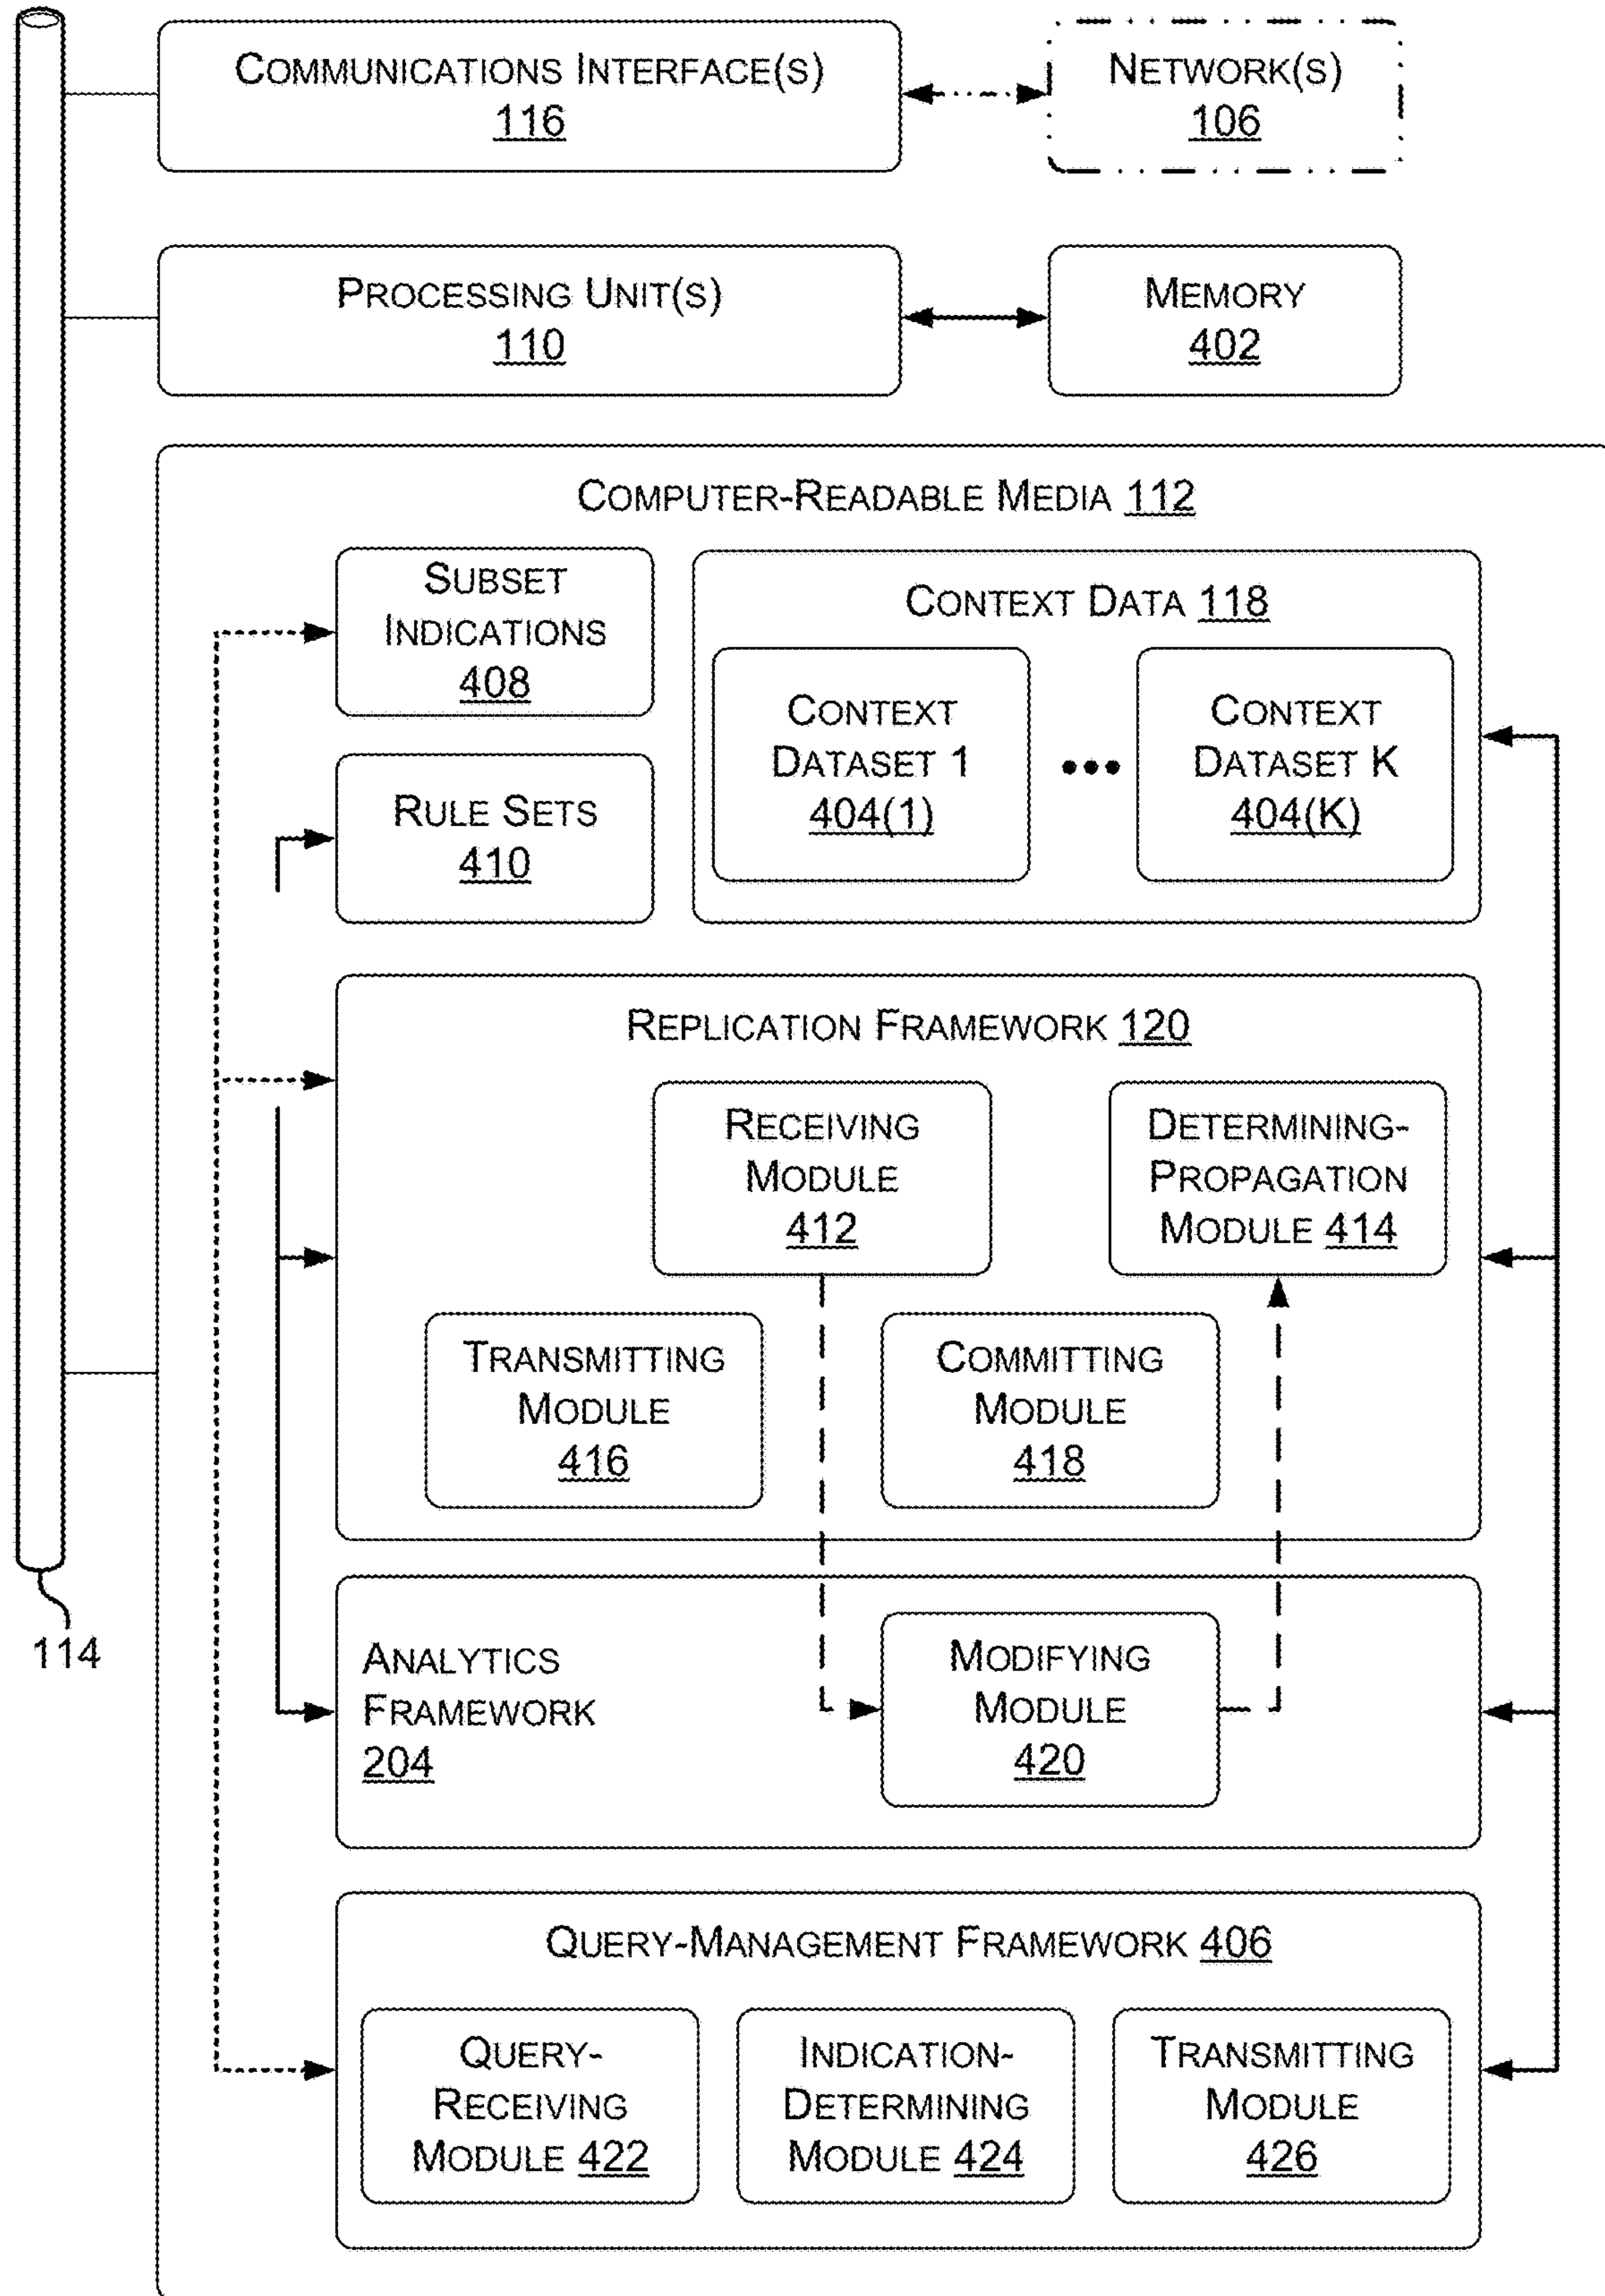 COMMUNICATIONS INTERFACE(S)
116
NETWORK(S)
106
PROCESSING UNIT(S)
110
MEMORY
402
COMPUTER-READABLE MEDIA 112
SUBSET
INDICATIONS
408
CONTEXT DATA 118
CONTEXT
DATASET 1
404(1)
•••
CONTEXT
DATASET K
404(K)
RULE SETS
410
REPLICATION FRAMEWORK 120
RECEIVING
MODULE
412
DETERMINING-
PROPAGATION
MODULE 414
TRANSMITTING
MODULE
416
COMMITTING
MODULE
418
114
ANALYTICS
FRAMEWORK
204
MODIFYING
MODULE
420
QUERY-MANAGEMENT FRAMEWORK 406
QUERY-
RECEIVING
MODULE 422
INDICATION-
DETERMINING
MODULE 424
TRANSMITTING
MODULE
426